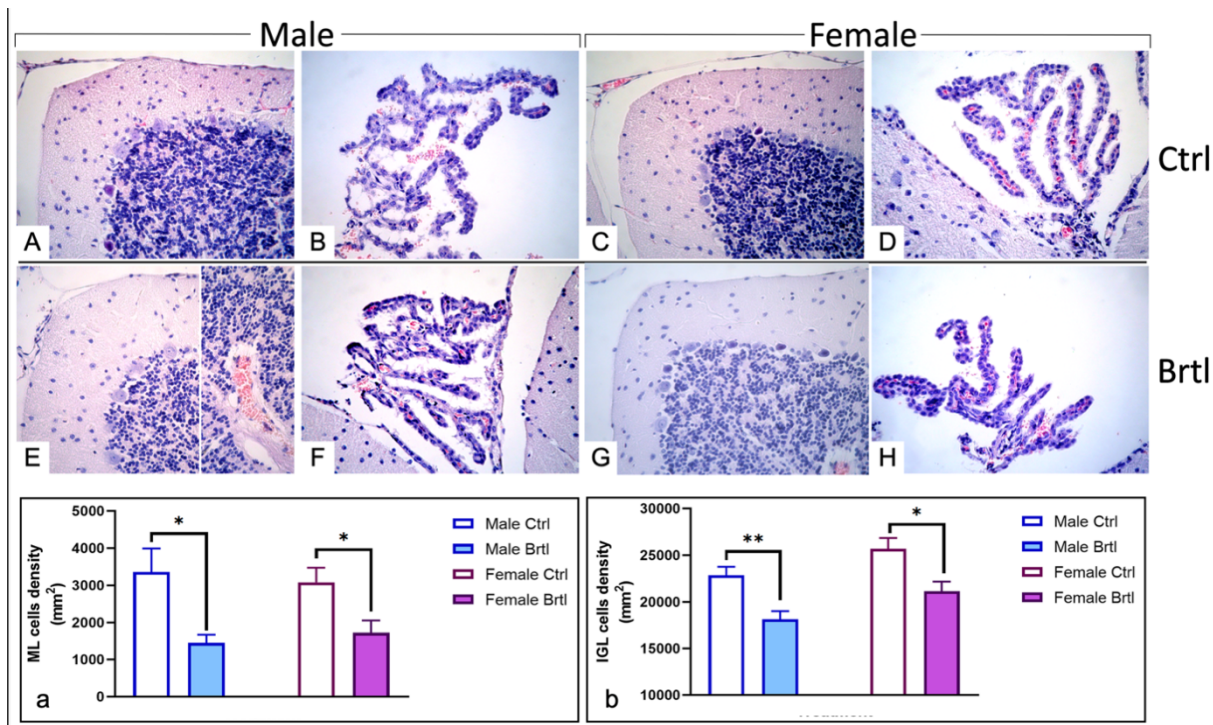 Male
Female
Ctrl
A
B
C
D
Brtl
E
F
G
H
ML cells density
(mm²)
5000
4000
3000
2000
1000
0
*
*
Male Ctrl
Male Brtl
Female Ctrl
Female Brtl
a
IGL cells density
(mm²)
30000
25000
20000
15000
10000
**
*
Male Ctrl
Male Brtl
Female Ctrl
Female Brtl
b